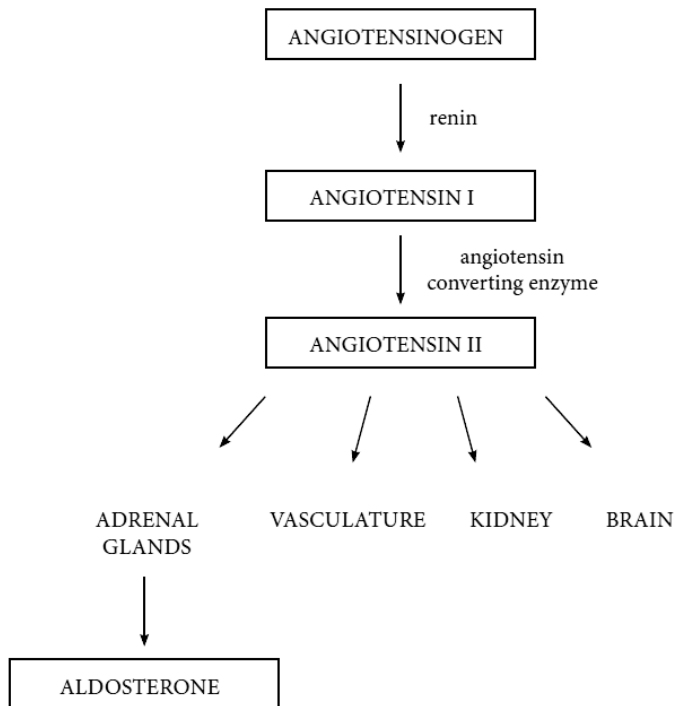 ANGIOTENSINOGEN
renin
ANGIOTENSIN I
angiotensin
converting enzyme
ANGIOTENSIN II
ADRENAL
GLANDS
VASCULATURE
KIDNEY
BRAIN
ALDOSTERONE